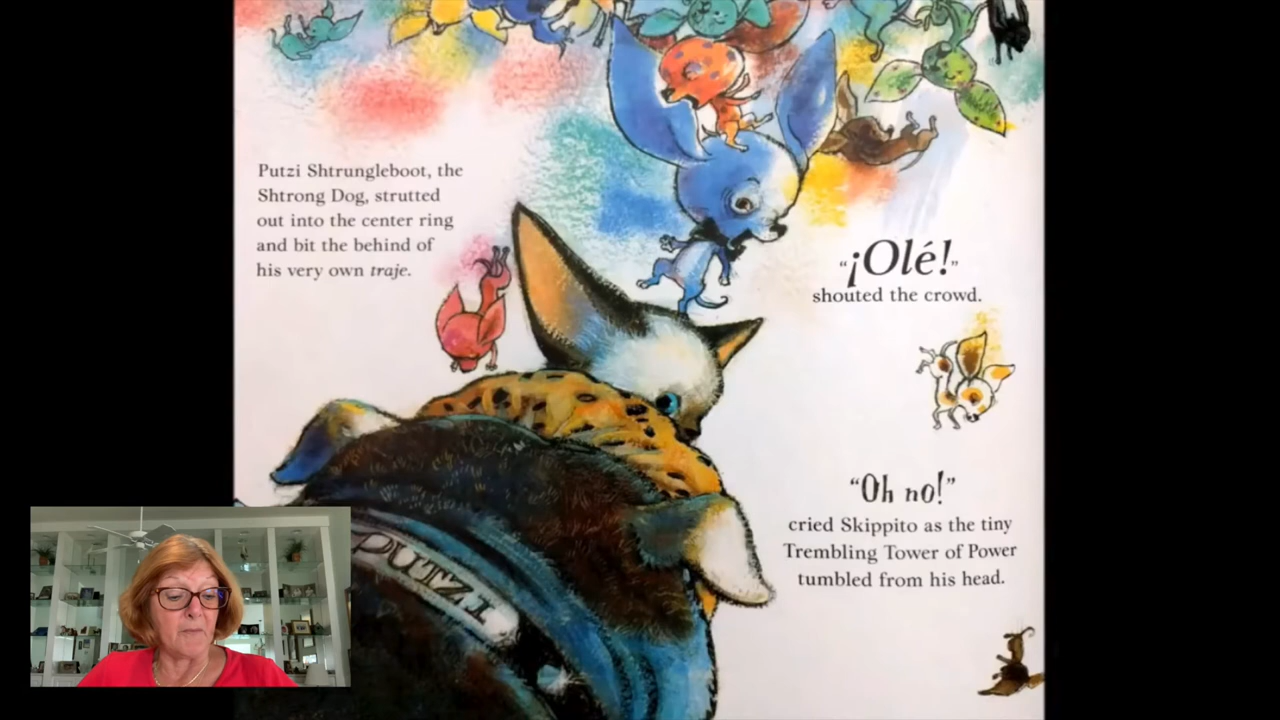 Putzi Shtrungleboot, the
Shtrong Dog, strutted
out into the center ring
and bit the behind of
his very own traje.
"¡Olé!"
shouted the crowd.
"Oh no!"
cried Skippito as the tiny
Trembling Tower of Power
tumbled from his head.
PUTZI